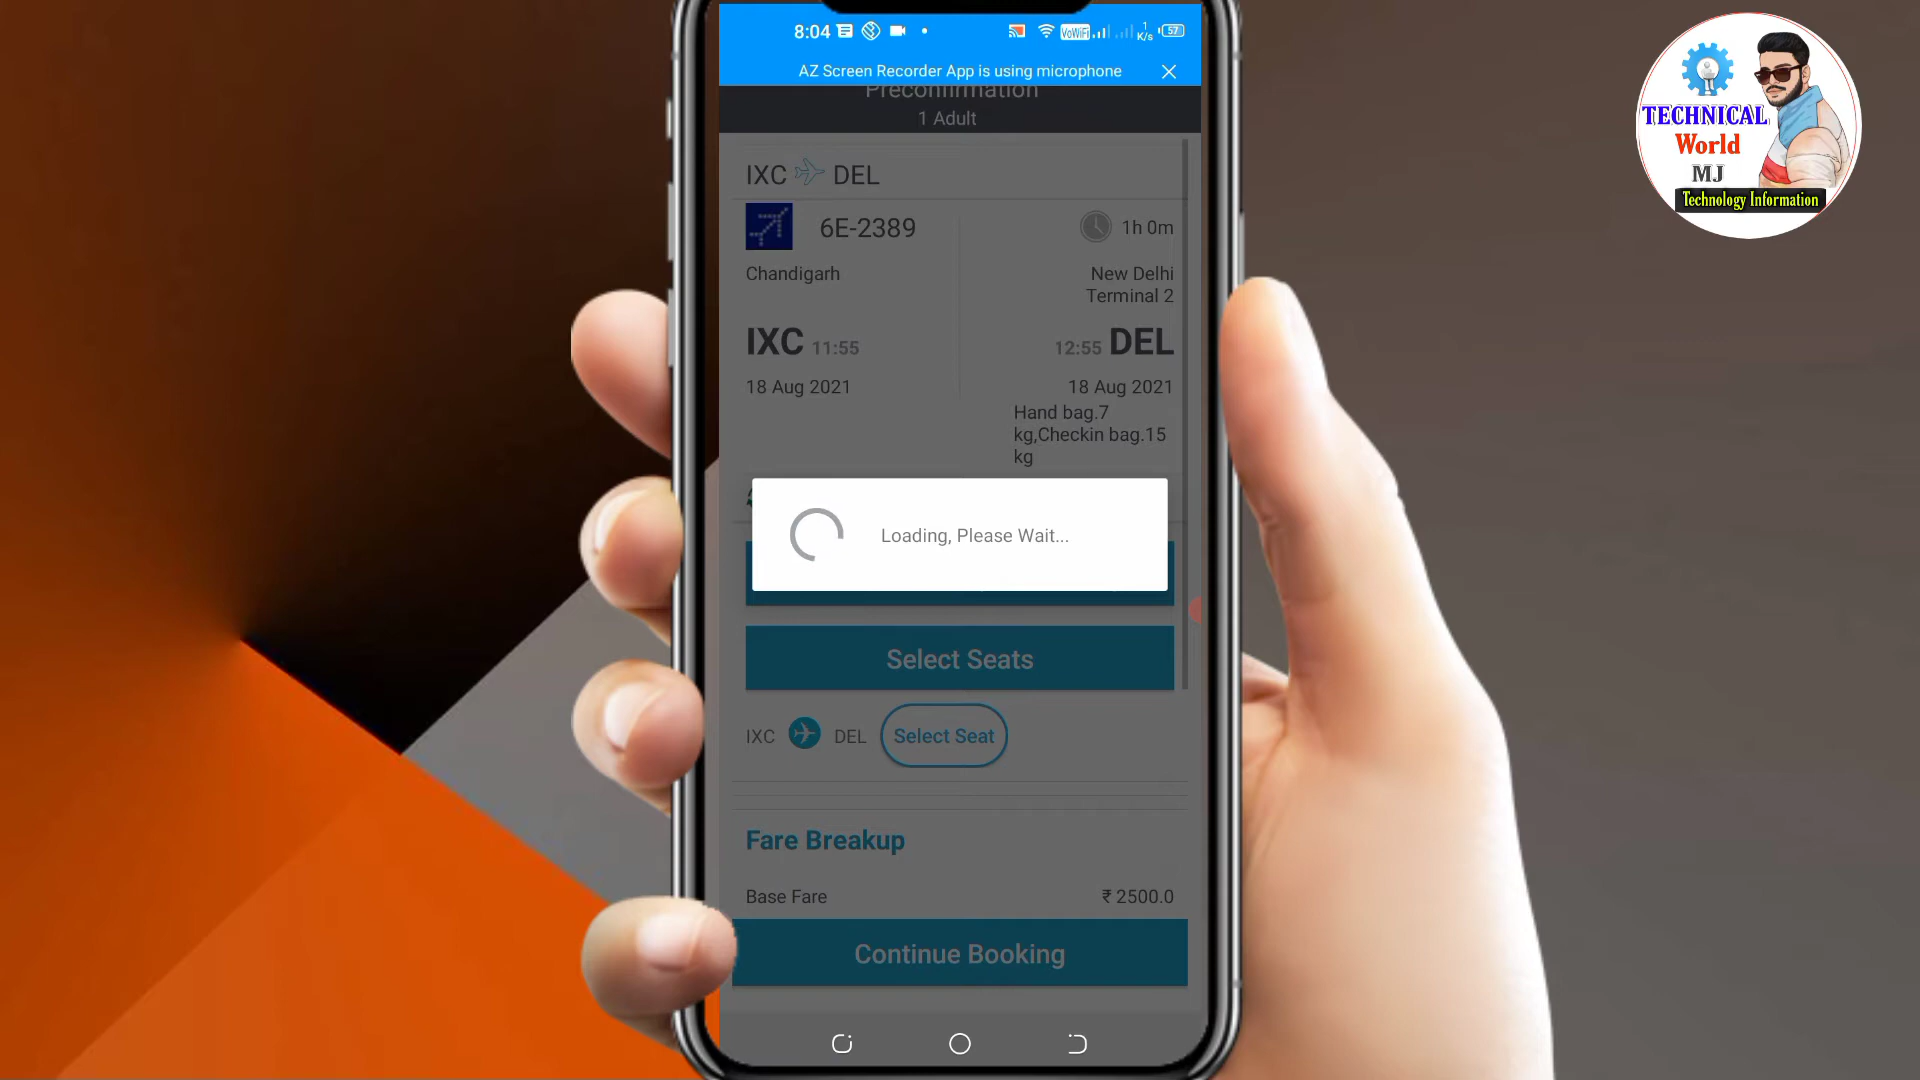 8:04
VoWiFi
1
K/s
57
AZ Screen Recorder App is using microphone
Preconfirmation
1 Adult
IXC DEL
6E-2389
1h 0m
Chandigarh
New Delhi
Terminal 2
IXC 11:55
12:55 DEL
18 Aug 2021
18 Aug 2021
Hand bag.7
kg,Checkin bag.15
kg
Loading, Please Wait...
Select Seats
IXC DEL Select Seat
Fare Breakup
Base Fare ₹ 2500.0
Continue Booking
TECHNICAL
World
MJ
Technology Information